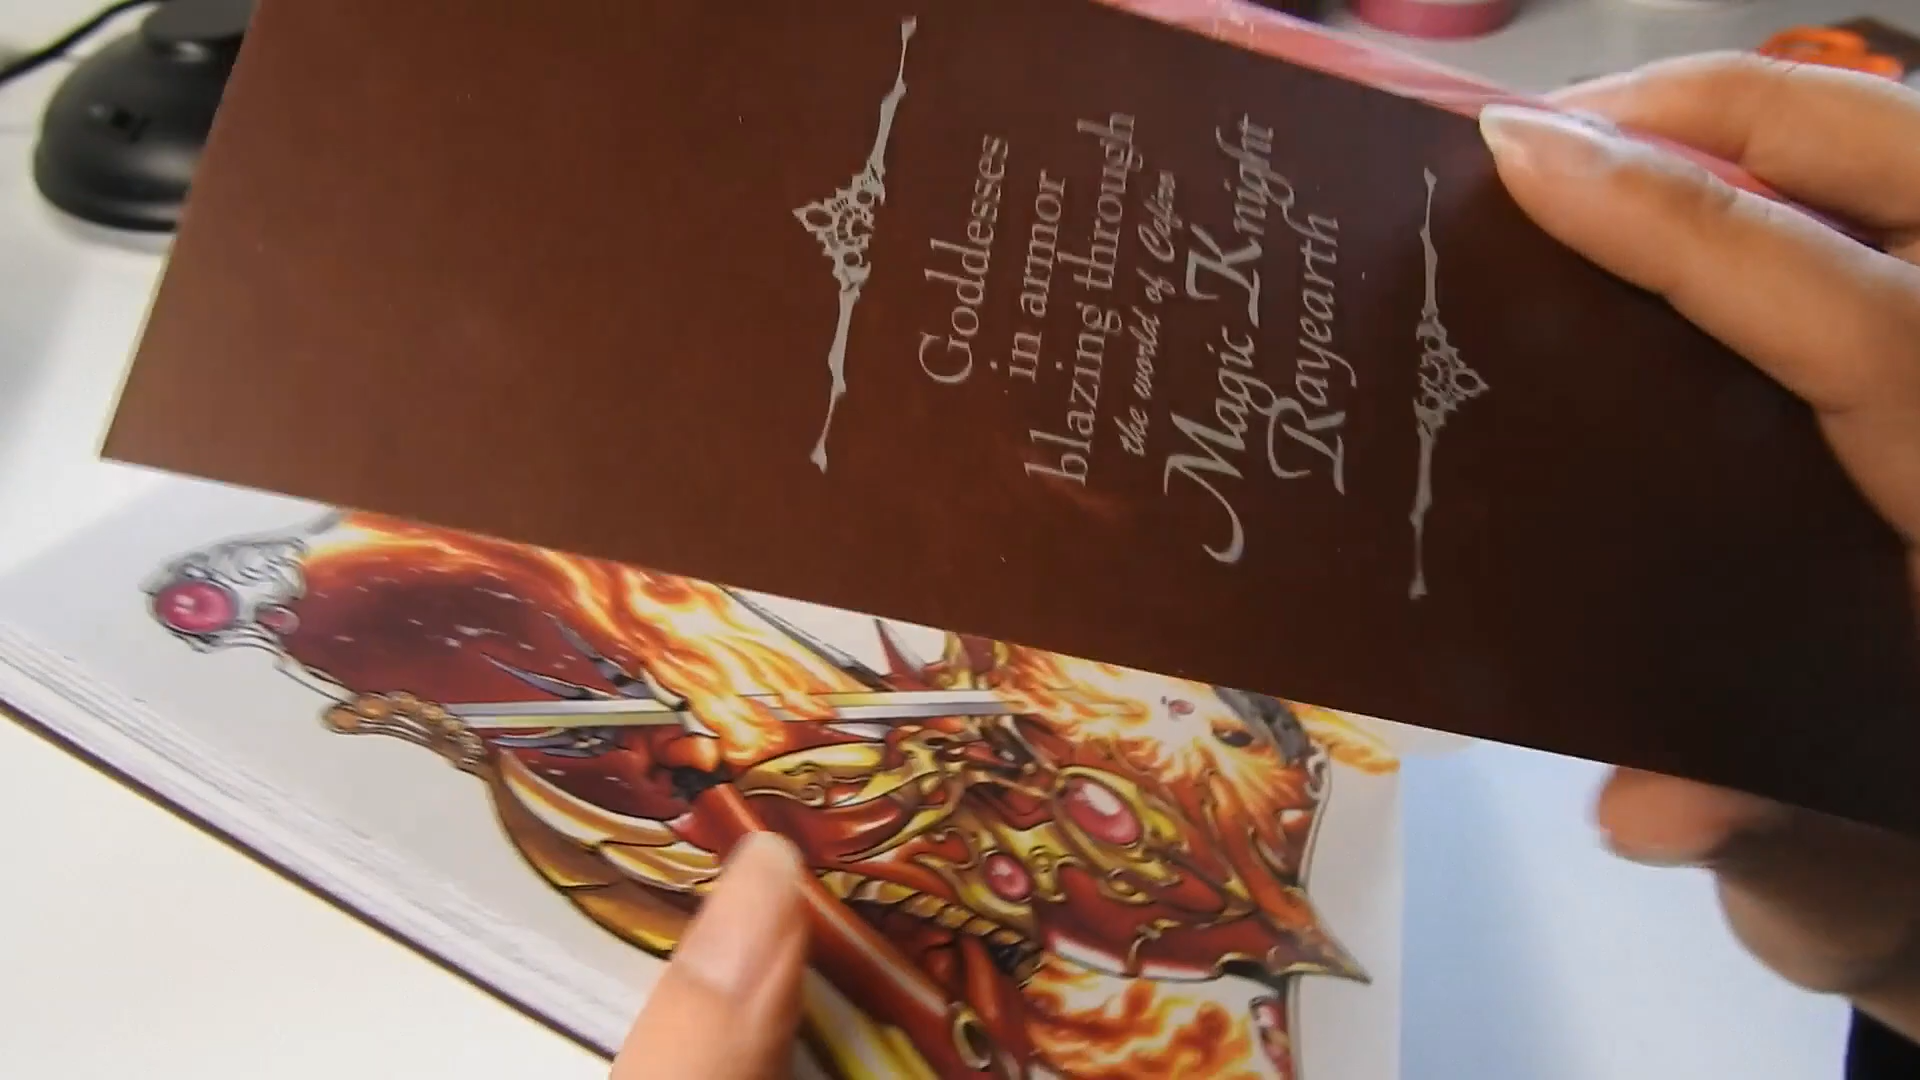 Goddesses
in armor
blazing through
the world of Cefiro
Magic Knight
Rayearth